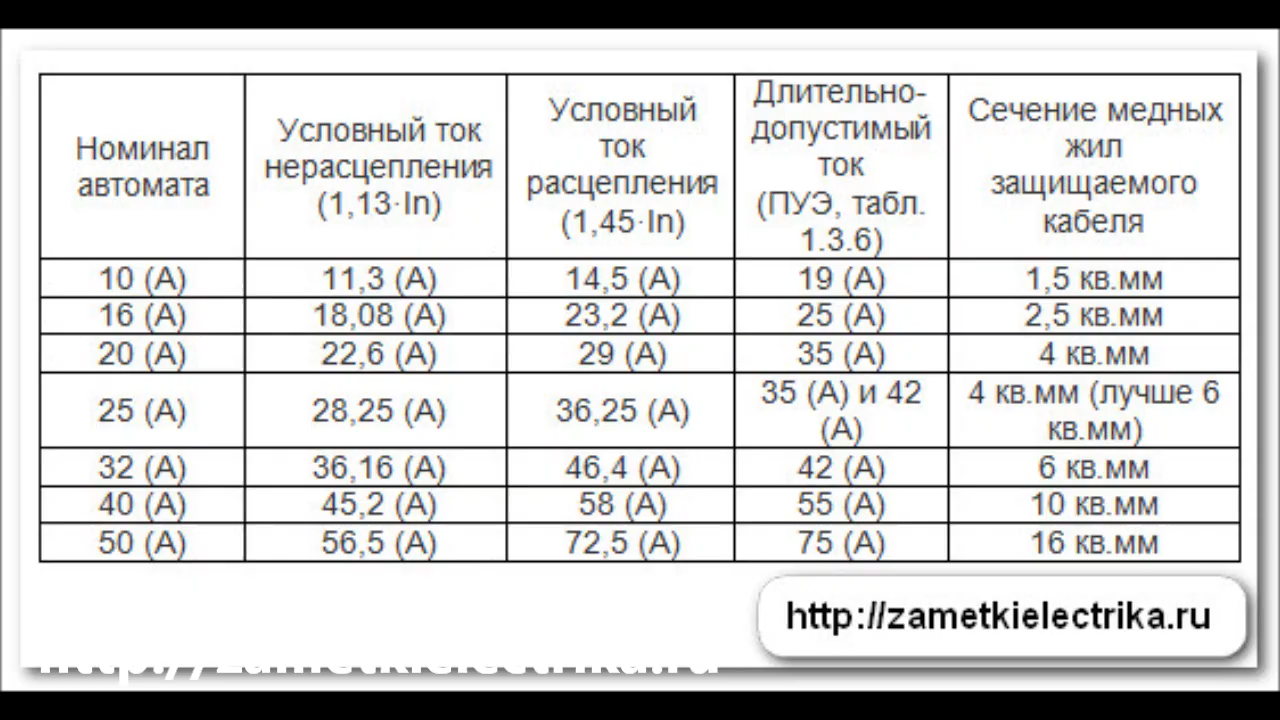 Номинал автомата
Условный ток нерасцепления (1,13·In)
Условный ток расцепления (1,45·In)
Длительно-допустимый ток (ПУЭ, табл. 1.3.6)
Сечение медных жил защищаемого кабеля
10 (А) 11,3 (А) 14,5 (А) 19 (А) 1,5 кв.мм
16 (А) 18,08 (А) 23,2 (А) 25 (А) 2,5 кв.мм
20 (А) 22,6 (А) 29 (А) 35 (А) 4 кв.мм
25 (А) 28,25 (А) 36,25 (А) 35 (А) и 42 (А) 4 кв.мм (лучше 6 кв.мм)
32 (А) 36,16 (А) 46,4 (А) 42 (А) 6 кв.мм
40 (А) 45,2 (А) 58 (А) 55 (А) 10 кв.мм
50 (А) 56,5 (А) 72,5 (А) 75 (А) 16 кв.мм
http://zametkielectrika.ru
http://zametkielectrika.ru